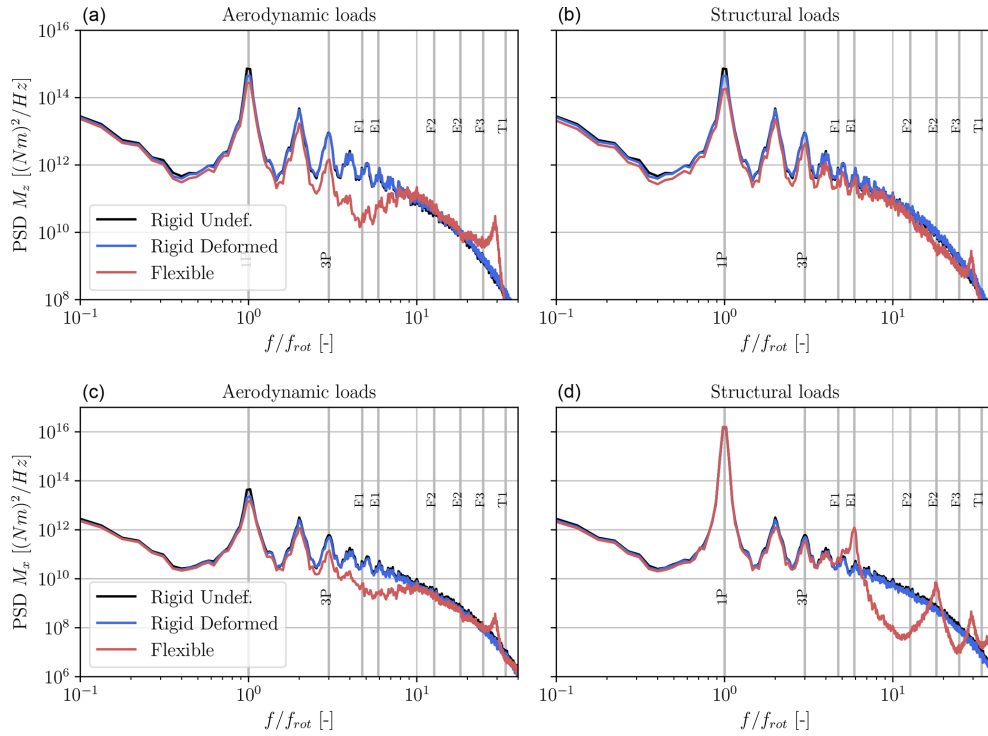 (a) Aerodynamic loads
(b) Structural loads
PSD M_z [(Nm)^2/Hz]
10^16
10^14
10^12
10^10
10^8
F1 E1 F2 E2 F3 T1
1P 3P
Rigid Undef.
Rigid Deformed
Flexible
10^-1 10^0 10^1
f/f_rot [-]
F1 E1 F2 E2 F3 T1
1P 3P
10^-1 10^0 10^1
f/f_rot [-]
(c) Aerodynamic loads
(d) Structural loads
PSD M_x [(Nm)^2/Hz]
10^16
10^14
10^12
10^10
10^8
10^6
F1 E1 F2 E2 F3 T1
3P
Rigid Undef.
Rigid Deformed
Flexible
10^-1 10^0 10^1
f/f_rot [-]
F1 E1 F2 E2 F3 T1
1P 3P
10^-1 10^0 10^1
f/f_rot [-]